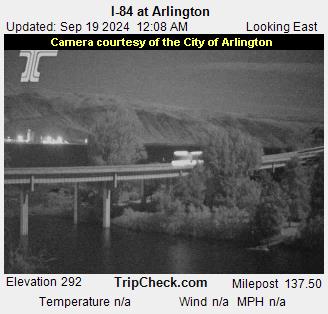 I-84 at Arlington
Updated: Sep 19 2024 12:08 AM Looking East
Camera courtesy of the City of Arlington
Elevation 292 TripCheck.com Milepost 137.50
Temperature n/a Wind n/a MPH n/a